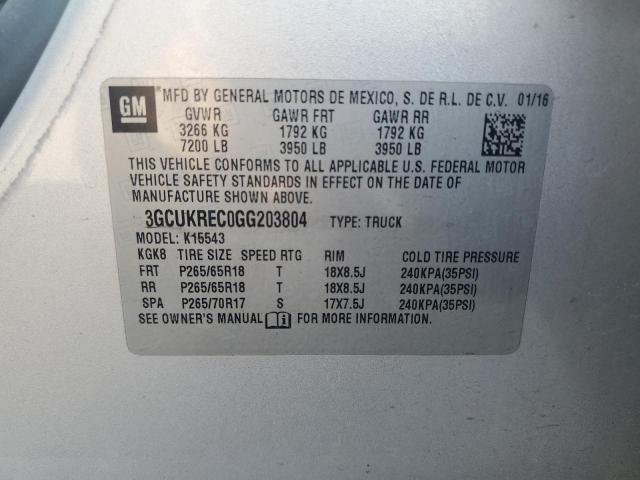 GM *MFD BY GENERAL MOTORS DE MEXICO, S. DE R.L. DE C.V. 01/16
GVWR GAWR FRT GAWR RR
3266 KG 1792 KG 1792 KG
7200 LB 3950 LB 3950 LB
THIS VEHICLE CONFORMS TO ALL APPLICABLE U.S. FEDERAL MOTOR
VEHICLE SAFETY STANDARDS IN EFFECT ON THE DATE OF
MANUFACTURE SHOWN ABOVE.
3GCUKREC0GG203804 TYPE: TRUCK
MODEL: K15543
KGK8 TIRE SIZE SPEED RTG RIM COLD TIRE PRESSURE
FRT P265/65R18 T 18X8.5J 240KPA(35PSI)
RR P265/65R18 T 18X8.5J 240KPA(35PSI)
SPA P265/70R17 S 17X7.5J 240KPA(35PSI)
SEE OWNER'S MANUAL FOR MORE INFORMATION.